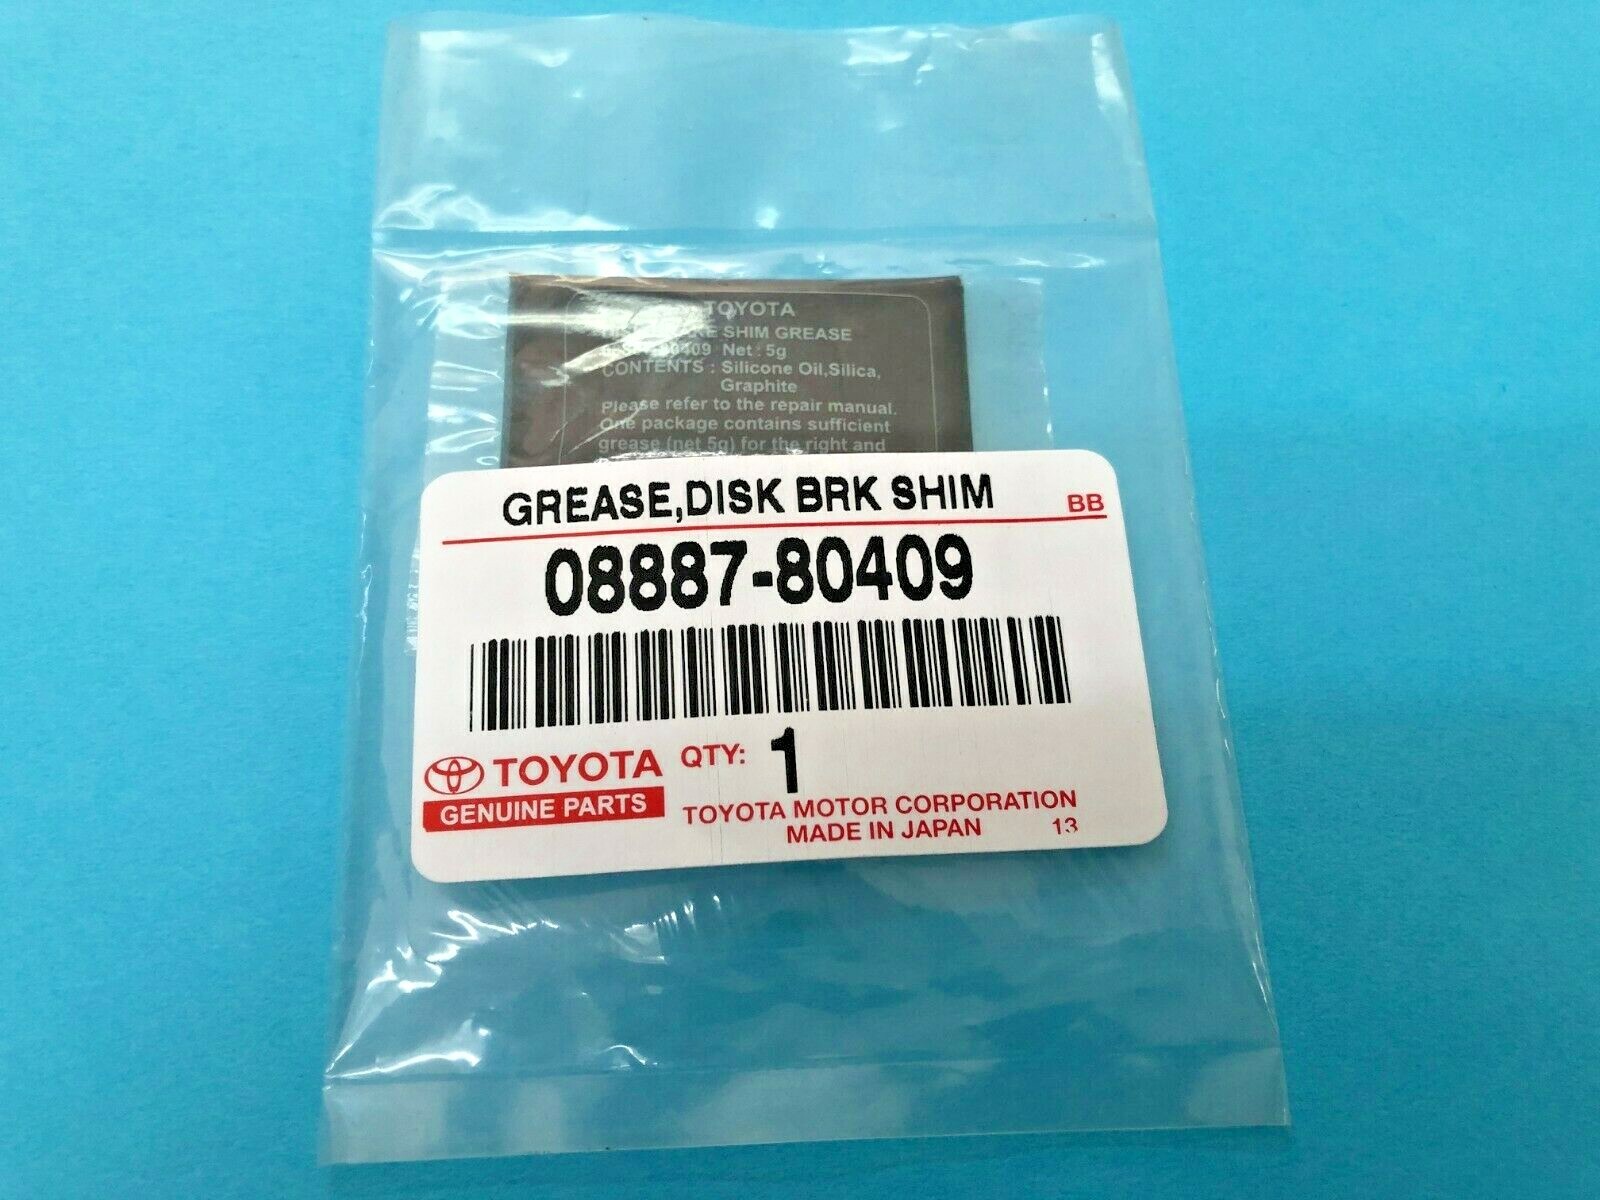 TOYOTA
SHIM GREASE
80409 Net : 5g
CONTENTS : Silicone Oil,Silica,
Graphite
Please refer to the repair manual.
One package contains sufficient
grease (net 5g) for the right and
GREASE,DISK BRK SHIM
BB
08887-80409
TOYOTA
QTY: 1
GENUINE PARTS
TOYOTA MOTOR CORPORATION
MADE IN JAPAN 13